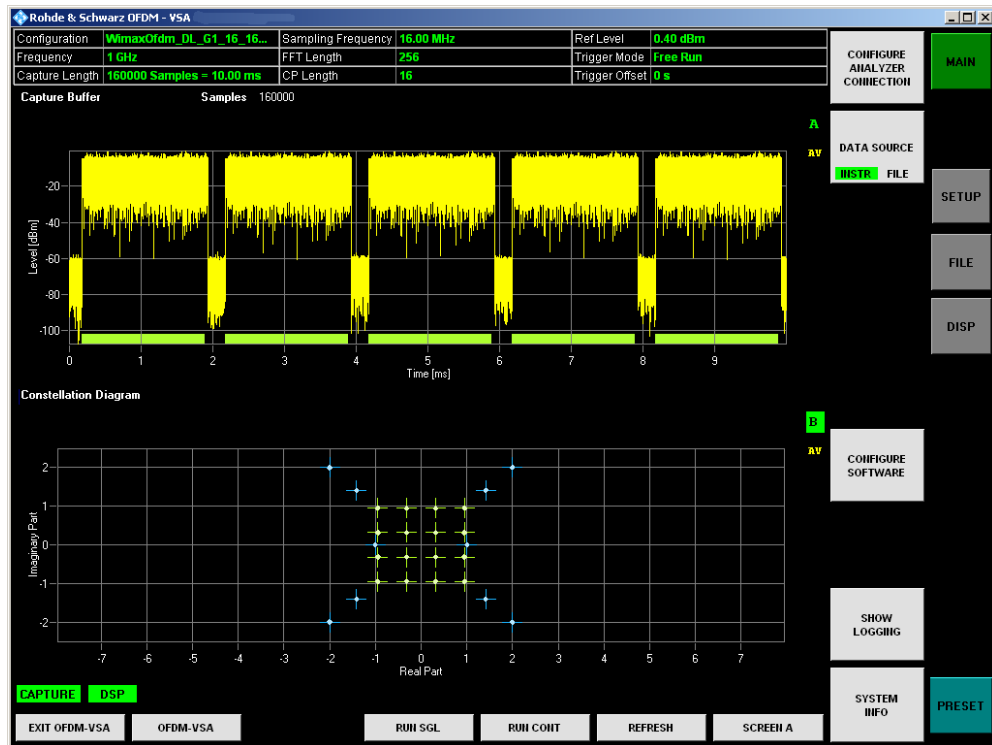 Rohde & Schwarz OFDM - VSA
Configuration WimaxOfdm_DL_G1_16_16... Sampling Frequency 16.00 MHz Ref Level 0.40 dBm
Frequency 1 GHz FFT Length 256 Trigger Mode Free Run
Capture Length 160000 Samples = 10.00 ms CP Length 16 Trigger Offset 0 s
CONFIGURE
ANALYZER
CONNECTION
MAIN
Capture Buffer Samples 160000
A
AV
DATA SOURCE
INSTR FILE
SETUP
FILE
DISP
Level [dBm]
-20
-40
-60
-80
-100
0 1 2 3 4 5 6 7 8 9
Time [ms]
Constellation Diagram
B
AV
CONFIGURE
SOFTWARE
Imaginary Part
2
1
0
-1
-2
-7 -6 -5 -4 -3 -2 -1 0 1 2 3 4 5 6 7
Real Part
SHOW
LOGGING
CAPTURE DSP
SYSTEM
INFO
PRESET
EXIT OFDM-VSA OFDM-VSA RUN SGL RUN CONT REFRESH SCREEN A